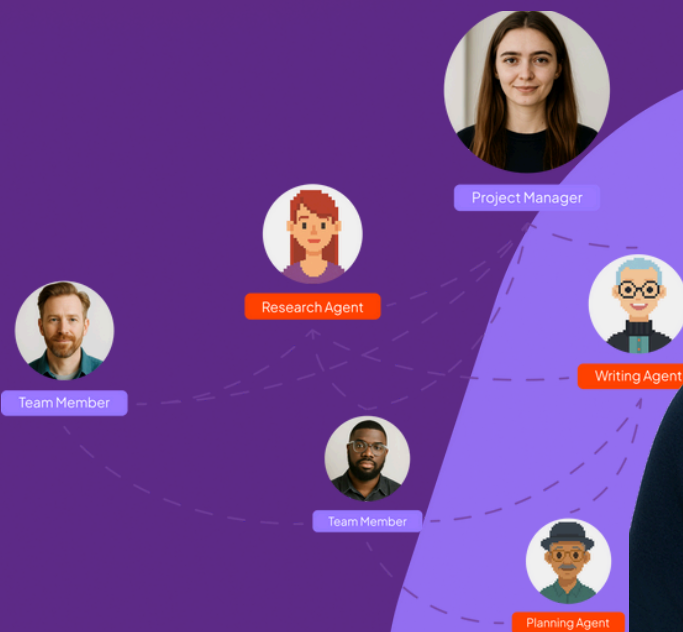 Project Manager
Research Agent
Writing Agent
Team Member
Team Member
Planning Agent